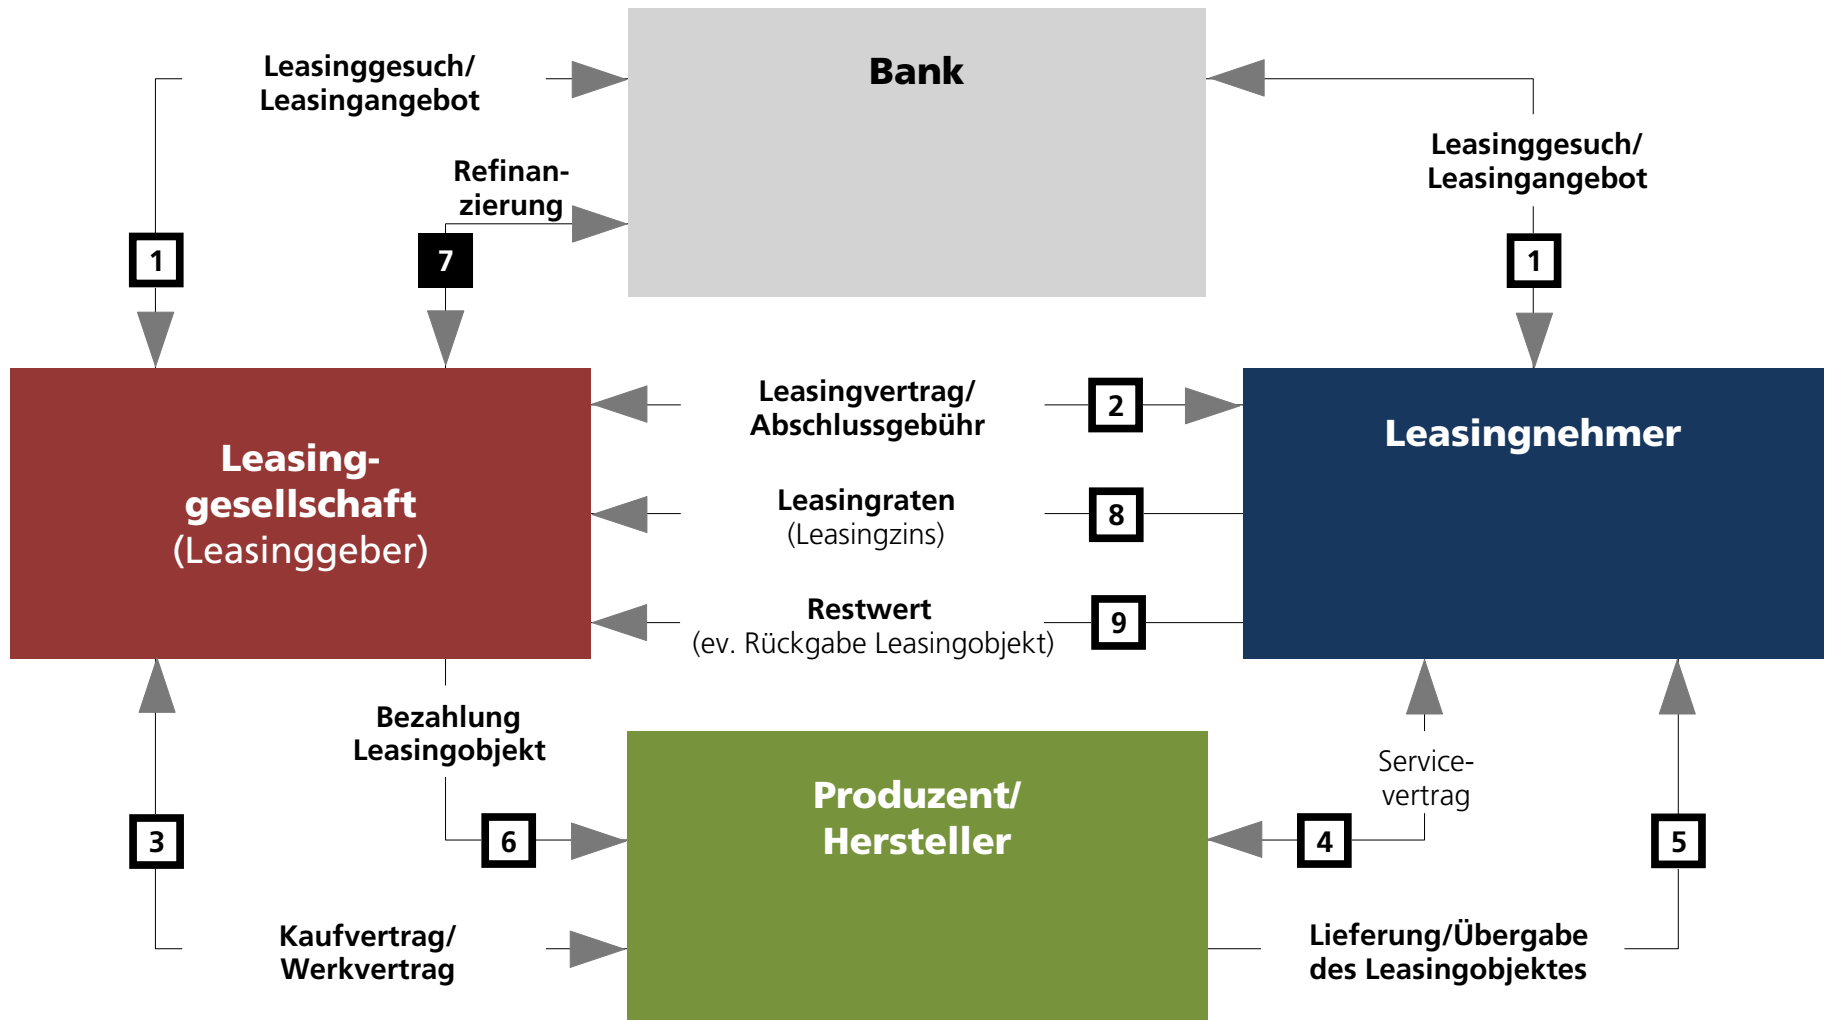 Bank
Leasinggesuch/
Leasingangebot
Leasinggesuch/
Leasingangebot
Refinan-
zierung
1
7
1
Leasing-
gesellschaft
(Leasinggeber)
Leasingvertrag/
Abschlussgebühr
2
Leasingnehmer
Leasingraten
(Leasingzins)
8
Restwert
(ev. Rückgabe Leasingobjekt)
9
Bezahlung
Leasingobjekt
Service-
vertrag
Produzent/
Hersteller
3
6
4
5
Kaufvertrag/
Werkvertrag
Lieferung/Übergabe
des Leasingobjektes